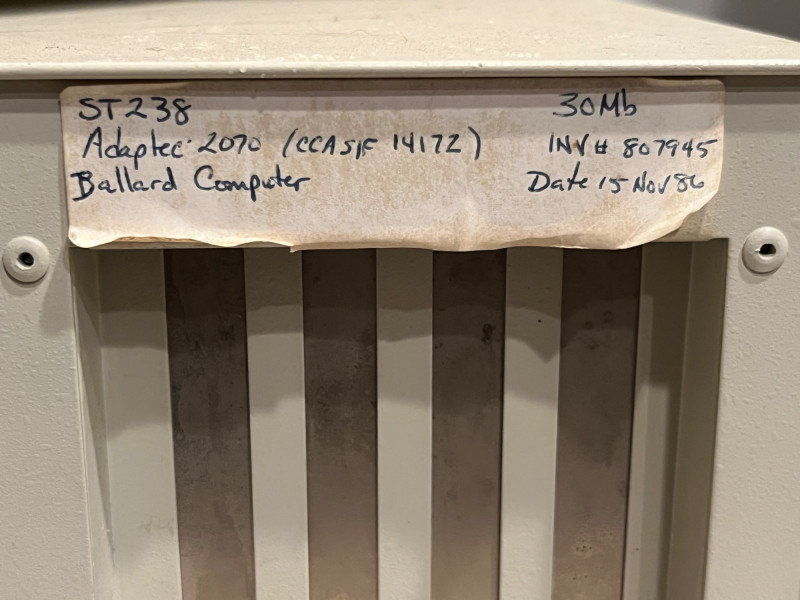 ST238 30Mb
Adaptec 2070 (CCASIF 14172) INV# 807945
Ballard Computer Date 15 Nov 86